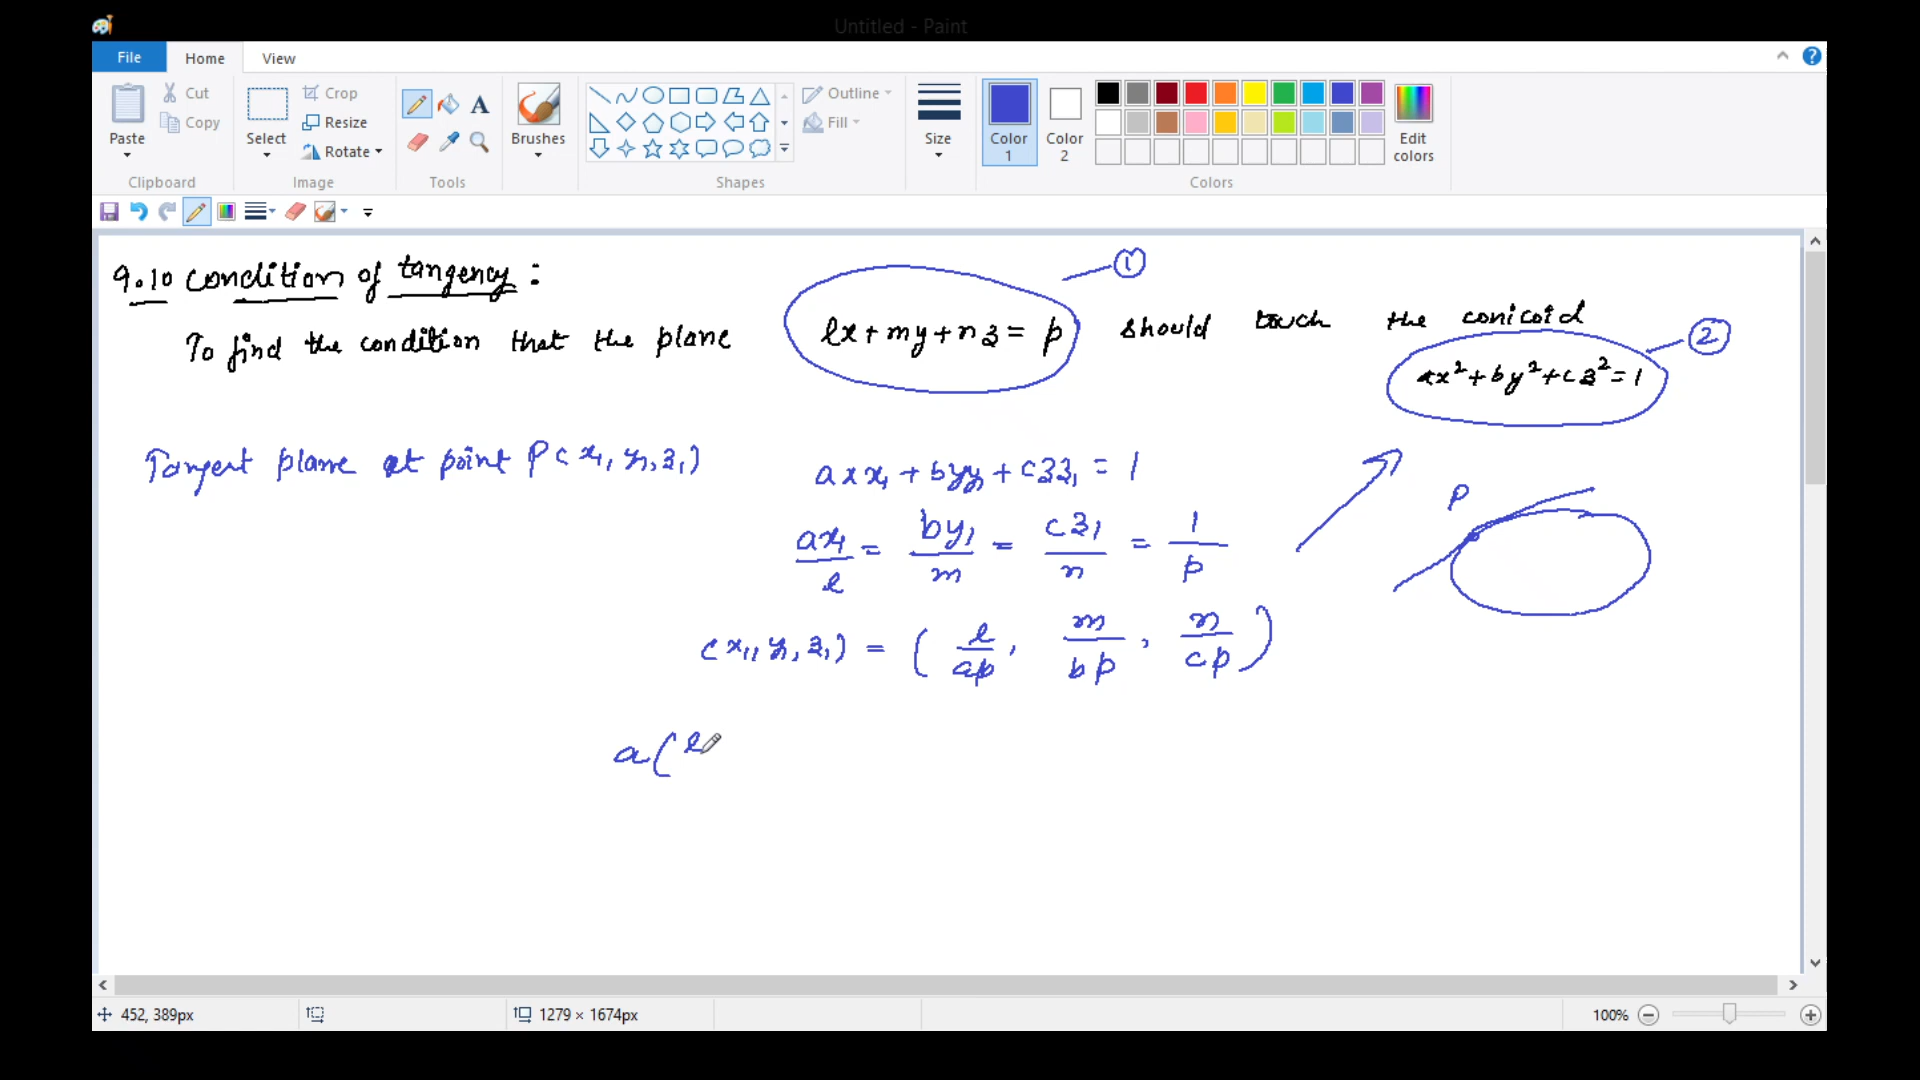 Untitled - Paint
File Home View
Paste Cut Copy Clipboard
Select Crop Resize Rotate Image
Tools
Brushes
Outline Fill Shapes
Size
Color 1 Color 2 Edit colors Colors
9.10 Condition of tangency :
To find the condition that the plane lx + my + nz = p should touch the conicoid
①
ax² + by² + cz² = 1
②
Tangent plane at point P(x₁, y₁, z₁) axx₁ + byy₁ + czz₁ = 1
P
ax₁/l = by₁/m = cz₁/n = 1/p
(x₁, y₁, z₁) = ( l/ap, m/bp, n/cp )
a( l
452, 389px 1279 × 1674px 100%